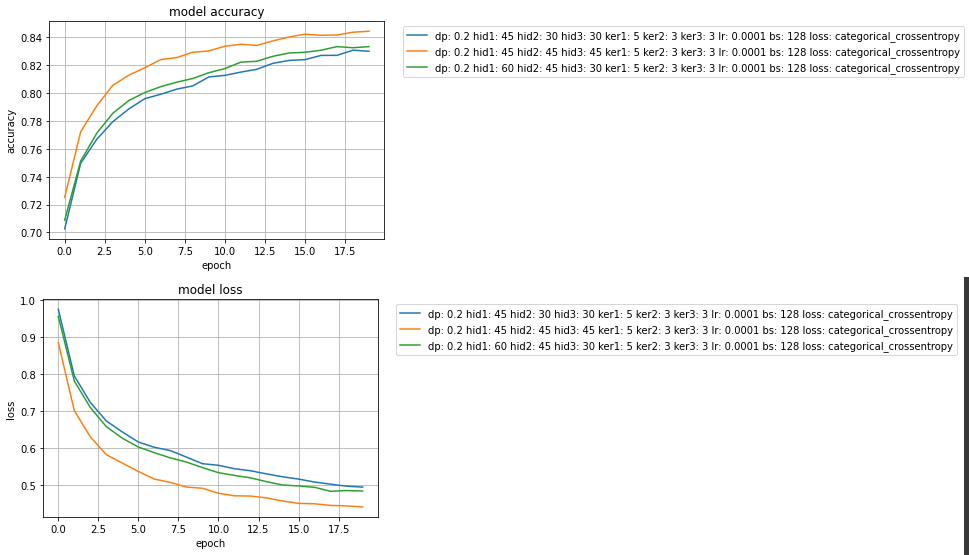 model accuracy
0.84
0.82
0.80
0.78
0.76
0.74
0.72
0.70
accuracy
0.0 2.5 5.0 7.5 10.0 12.5 15.0 17.5
epoch
dp: 0.2 hid1: 45 hid2: 30 hid3: 30 ker1: 5 ker2: 3 ker3: 3 lr: 0.0001 bs: 128 loss: categorical_crossentropy
dp: 0.2 hid1: 45 hid2: 45 hid3: 45 ker1: 5 ker2: 3 ker3: 3 lr: 0.0001 bs: 128 loss: categorical_crossentropy
dp: 0.2 hid1: 60 hid2: 45 hid3: 30 ker1: 5 ker2: 3 ker3: 3 lr: 0.0001 bs: 128 loss: categorical_crossentropy
model loss
1.0
0.9
0.8
0.7
0.6
0.5
loss
0.0 2.5 5.0 7.5 10.0 12.5 15.0 17.5
epoch
dp: 0.2 hid1: 45 hid2: 30 hid3: 30 ker1: 5 ker2: 3 ker3: 3 lr: 0.0001 bs: 128 loss: categorical_crossentropy
dp: 0.2 hid1: 45 hid2: 45 hid3: 45 ker1: 5 ker2: 3 ker3: 3 lr: 0.0001 bs: 128 loss: categorical_crossentropy
dp: 0.2 hid1: 60 hid2: 45 hid3: 30 ker1: 5 ker2: 3 ker3: 3 lr: 0.0001 bs: 128 loss: categorical_crossentropy